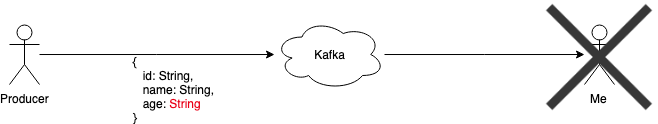 Kafka
{
id: String,
name: String,
age: String
}
Producer
Me